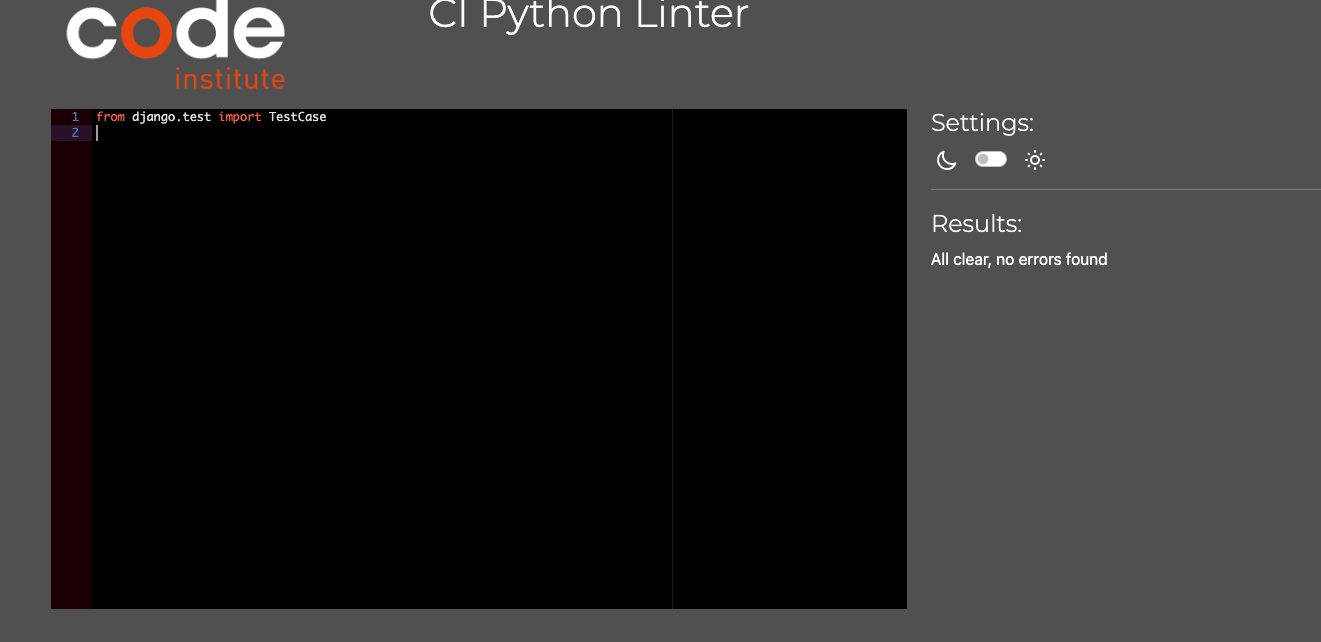 code
institute
CI Python Linter
1 from django.test import TestCase
2
Settings:
Results:
All clear, no errors found